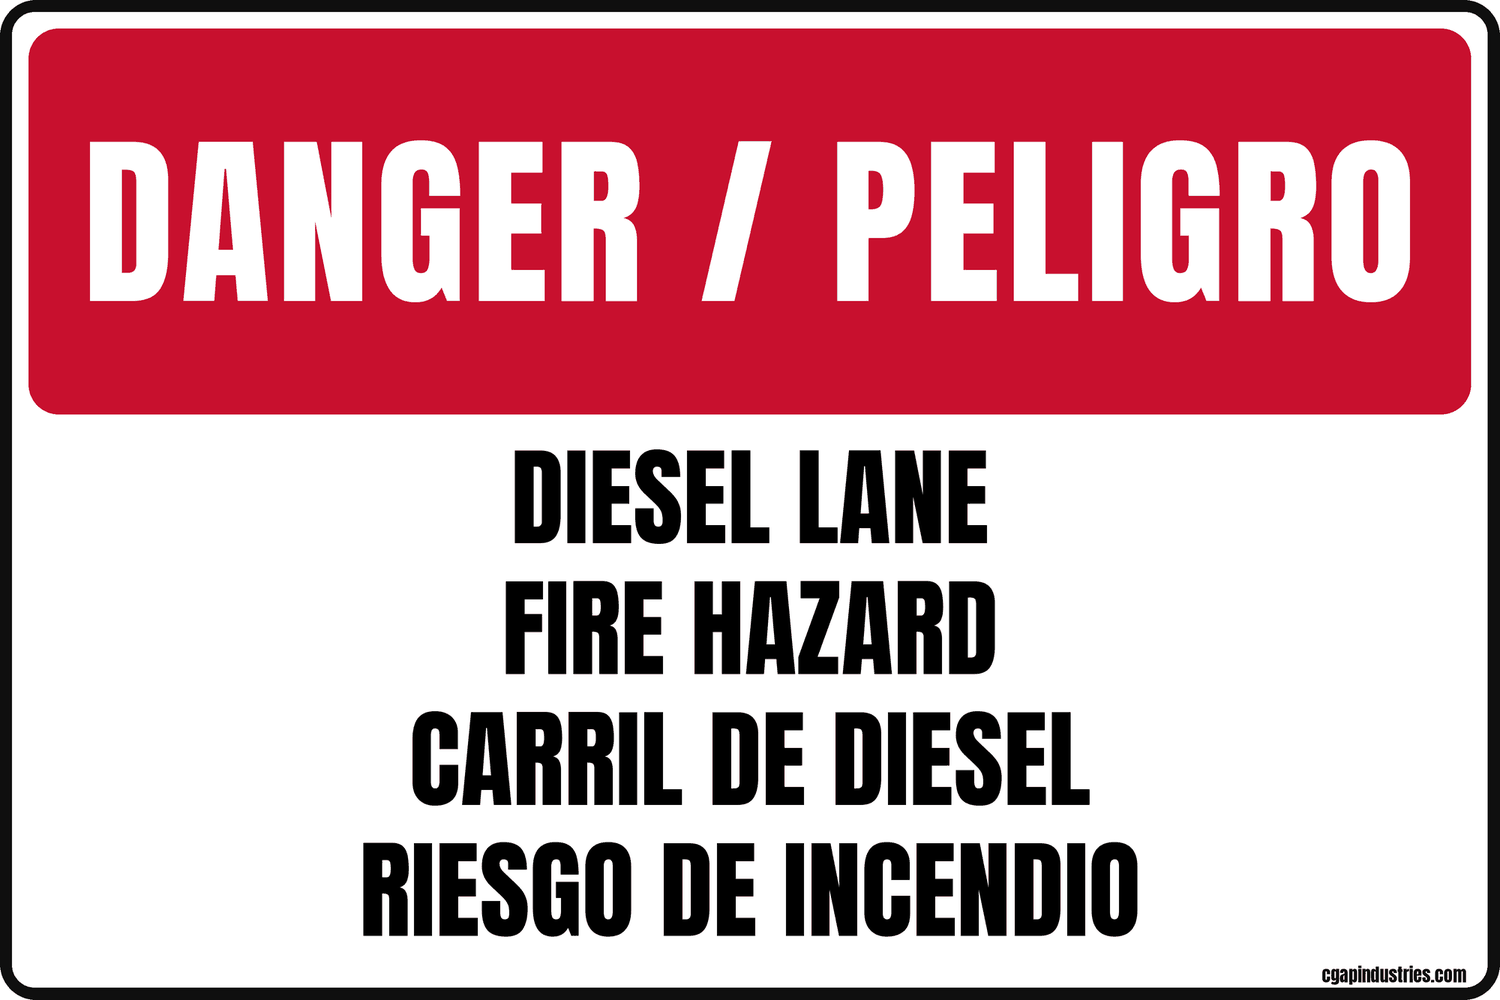 DANGER / PELIGRO
DIESEL LANE
FIRE HAZARD
CARRIL DE DIESEL
RIESGO DE INCENDIO
cgapindustries.com